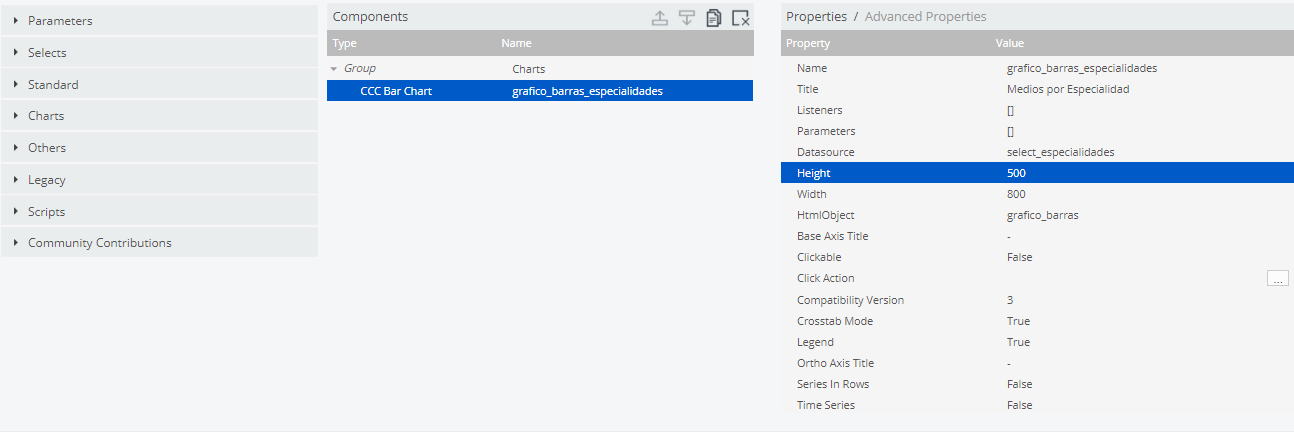 Parameters
Selects
Standard
Charts
Others
Legacy
Scripts
Community Contributions
Components
Type Name
Group Charts
CCC Bar Chart grafico_barras_especialidades
Properties / Advanced Properties
Property Value
Name grafico_barras_especialidades
Title Medios por Especialidad
Listeners []
Parameters []
Datasource select_especialidades
Height 500
Width 800
HtmlObject grafico_barras
Base Axis Title -
Clickable False
Click Action ...
Compatibility Version 3
Crosstab Mode True
Legend True
Ortho Axis Title -
Series In Rows False
Time Series False